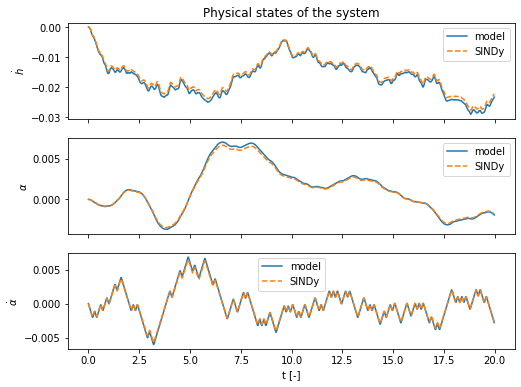 Physical states of the system
0.00
−0.01
−0.02
−0.03
ḣ
model
SINDy
0.005
0.000
α
model
SINDy
0.005
0.000
−0.005
α̇
model
SINDy
0.0 2.5 5.0 7.5 10.0 12.5 15.0 17.5 20.0
t [-]